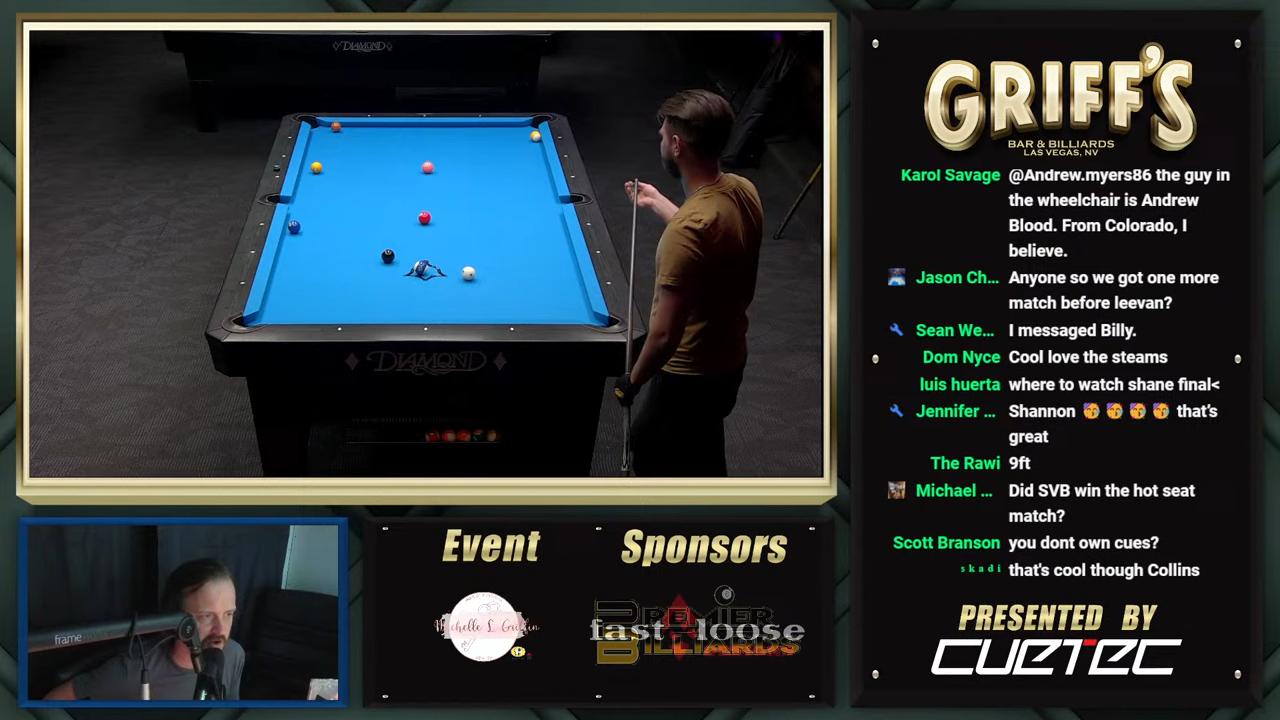 DIAMOND
DIAMOND
GRIFF'S
BAR & BILLIARDS
LAS VEGAS, NV
Karol Savage @Andrew.myers86 the guy in
the wheelchair is Andrew
Blood. From Colorado, I
believe.
Jason Ch... Anyone so we got one more
match before leevan?
Sean We... I messaged Billy.
Dom Nyce Cool love the steams
luis huerta where to watch shane final<
Jennifer ... Shannon 🥳 🥳 🥳 🥳 that's
great
The Rawi 9ft
Michael ... Did SVB win the hot seat
match?
Scott Branson you dont own cues?
skadi that's cool though Collins
PRESENTED BY
CUETEC
Event Sponsors
Michelle L. Griffin
PREMIER
fast loose
BILLIARDS
frame